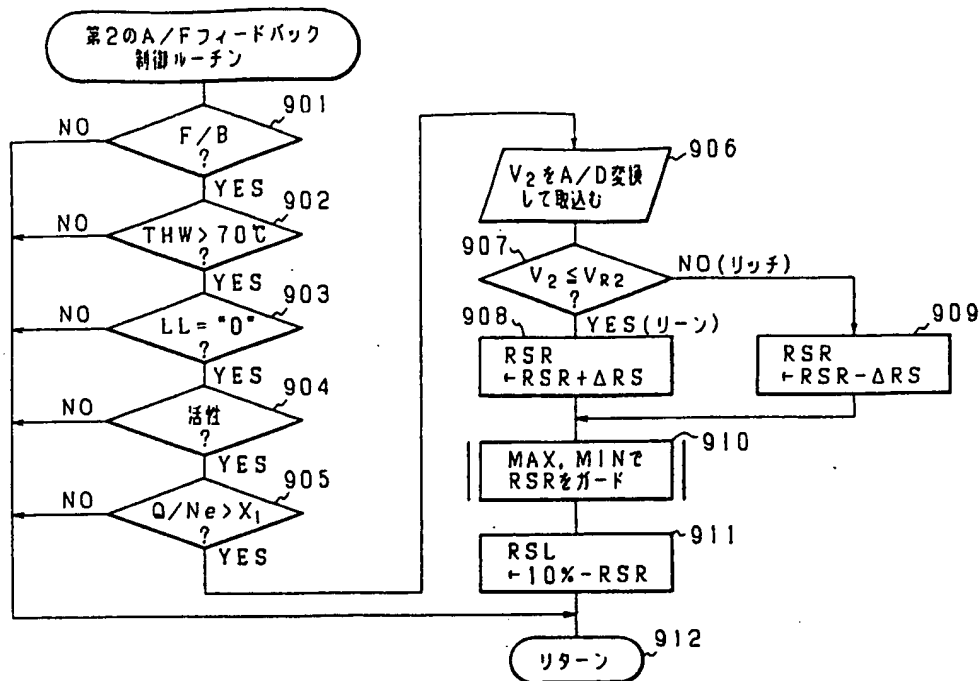 第2のA/Fフィードバック
制御ルーチン
901
NO
F/B
?
YES
902
NO
THW>70℃
?
YES
903
NO
LL="0"
?
YES
904
NO
活性
?
YES
905
NO
Q/Ne>X₁
?
YES
906
V₂をA/D変換
して取込む
907
V₂≦VR2
?
NO(リッチ)
YES(リーン)
908
RSR
←RSR+ΔRS
909
RSR
←RSR-ΔRS
910
MAX,MINで
RSRをガード
911
RSL
←10%-RSR
912
リターン